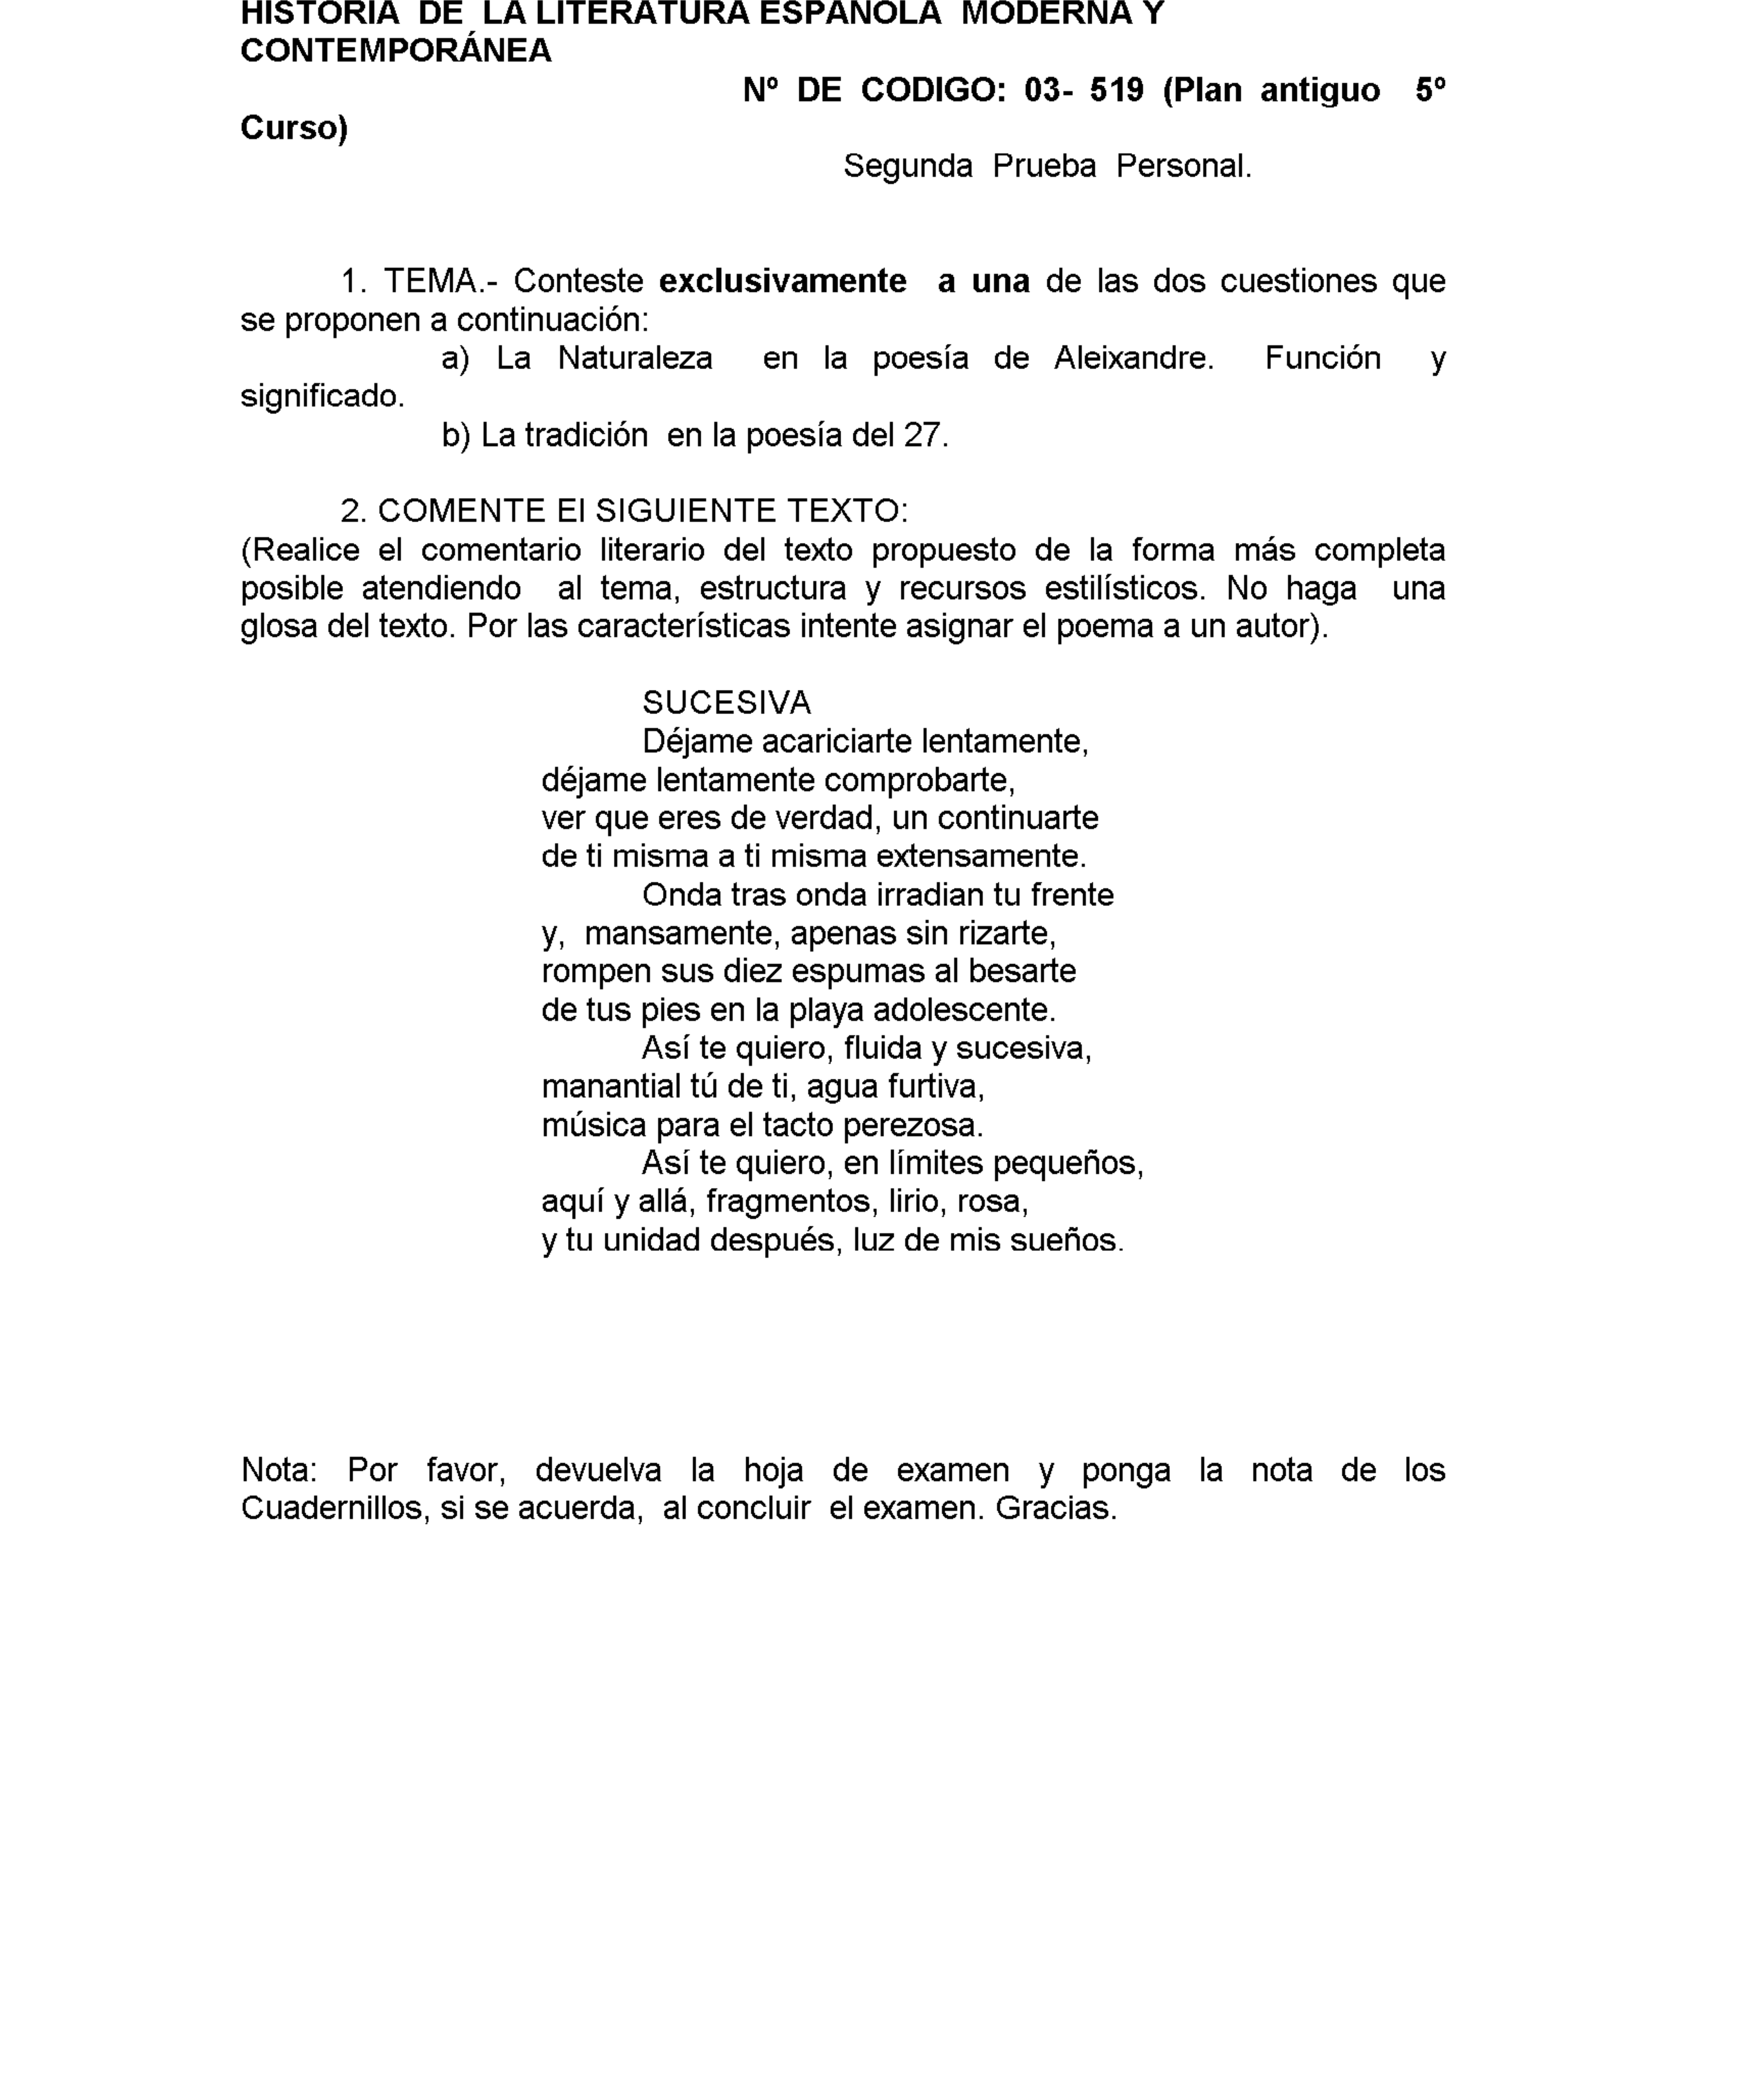 HISTORIA DE LA LITERATURA ESPAÑOLA MODERNA Y
CONTEMPORÁNEA
Nº DE CODIGO: 03- 519 (Plan antiguo 5º
Curso)
Segunda Prueba Personal.
1. TEMA.- Conteste exclusivamente a una de las dos cuestiones que
se proponen a continuación:
a) La Naturaleza en la poesía de Aleixandre. Función y
significado.
b) La tradición en la poesía del 27.
2. COMENTE El SIGUIENTE TEXTO:
(Realice el comentario literario del texto propuesto de la forma más completa
posible atendiendo al tema, estructura y recursos estilísticos. No haga una
glosa del texto. Por las características intente asignar el poema a un autor).
SUCESIVA
Déjame acariciarte lentamente,
déjame lentamente comprobarte,
ver que eres de verdad, un continuarte
de ti misma a ti misma extensamente.
Onda tras onda irradian tu frente
y, mansamente, apenas sin rizarte,
rompen sus diez espumas al besarte
de tus pies en la playa adolescente.
Así te quiero, fluida y sucesiva,
manantial tú de ti, agua furtiva,
música para el tacto perezosa.
Así te quiero, en límites pequeños,
aquí y allá, fragmentos, lirio, rosa,
y tu unidad después, luz de mis sueños.
Nota: Por favor, devuelva la hoja de examen y ponga la nota de los
Cuadernillos, si se acuerda, al concluir el examen. Gracias.